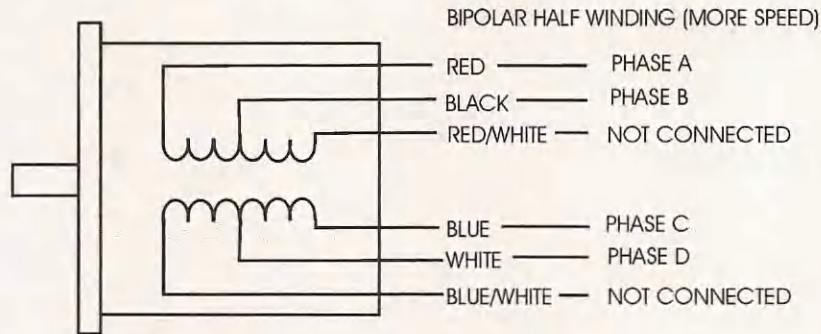 BIPOLAR HALF WINDING (MORE SPEED)
RED PHASE A
BLACK PHASE B
RED/WHITE NOT CONNECTED
BLUE PHASE C
WHITE PHASE D
BLUE/WHITE NOT CONNECTED